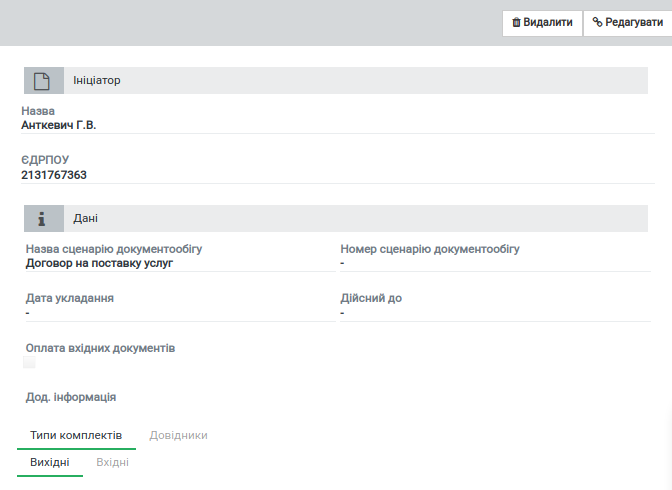 Видалити Редагувати
Ініціатор
Назва
Анткевич Г.В.
ЄДРПОУ
2131767363
Дані
Назва сценарію документообігу Номер сценарію документообігу
Договор на поставку услуг -
Дата укладання Дійсний до
- -
Оплата вхідних документів
Дод. інформація
Типи комплектів Довідники
Вихідні Вхідні